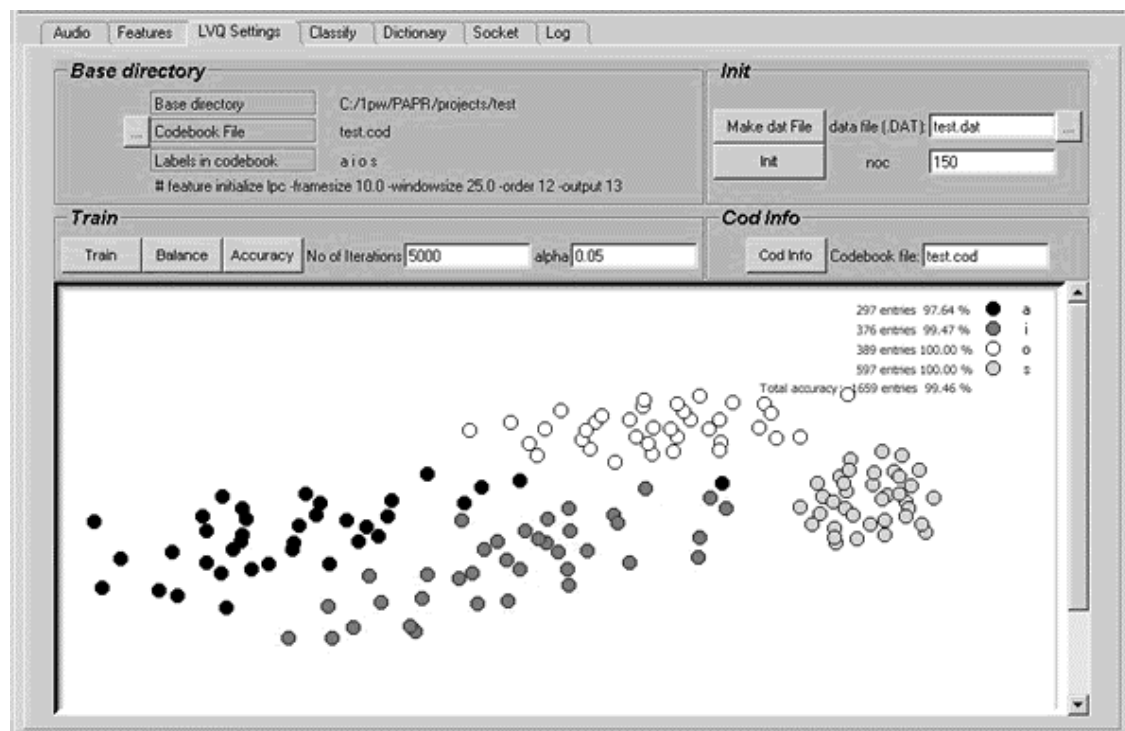 Audio Features LVQ Settings Classify Dictionary Socket Log
Base directory
Base directory C:/1pw/PAPR/projects/test
... Codebook File test.cod
Labels in codebook a i o s
# feature initialize lpc -framesize 10.0 -windowsize 25.0 -order 12 -output 13
Init
Make dat File data file (.DAT): test.dat ...
Init noc 150
Train
Train Balance Accuracy No of Iterations 5000 alpha 0.05
Cod Info
Cod Info Codebook file: test.cod
297 entries 97.64 % a
376 entries 99.47 % i
389 entries 100.00 % o
597 entries 100.00 % s
Total accuracy: 1659 entries 99.46 %